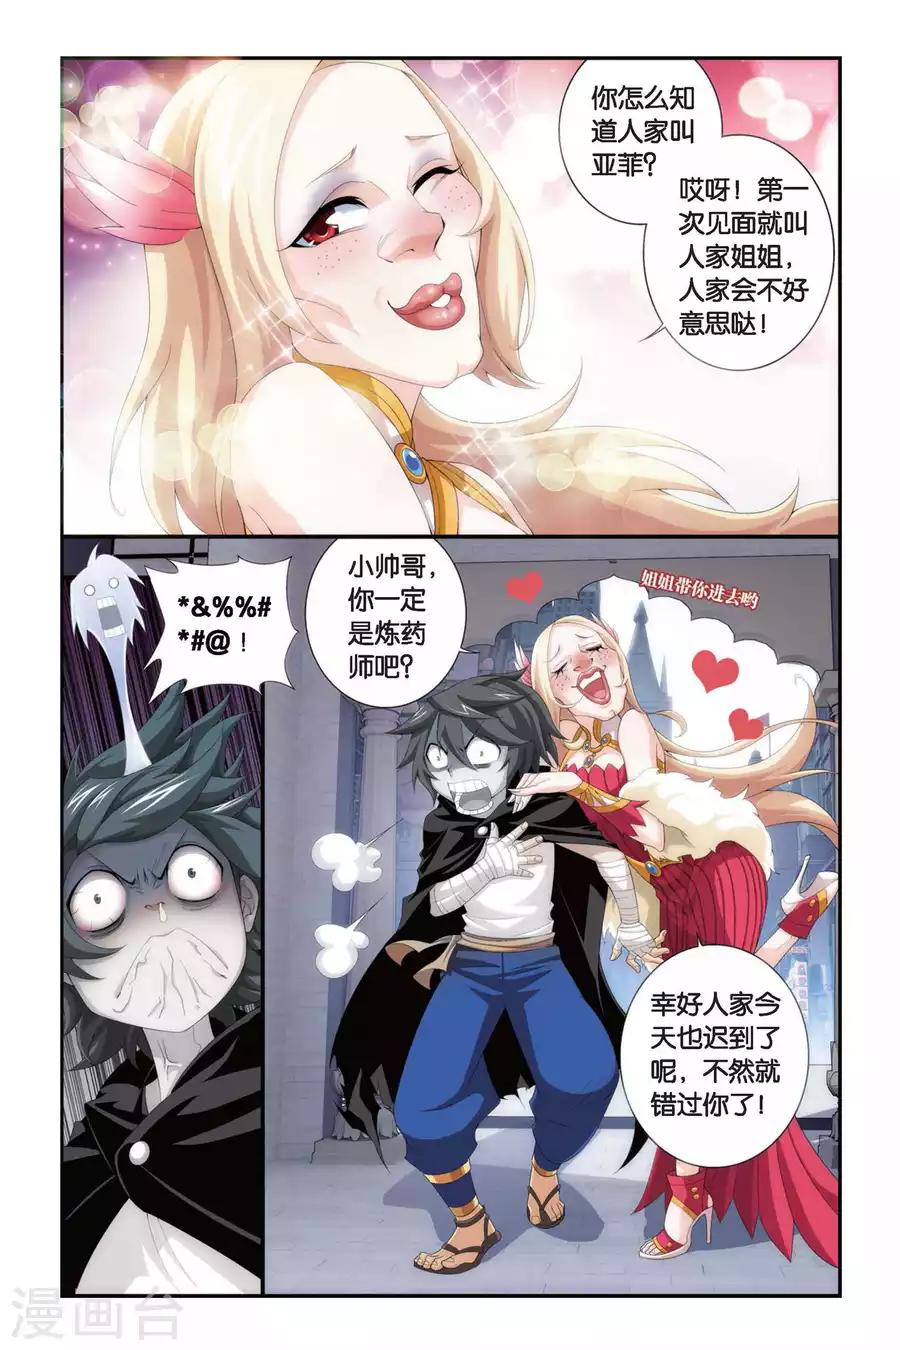 你怎么知
道人家叫
亚菲？
哎呀！第一
次见面就叫
人家姐姐，
人家会不好
意思哒！
*&%%#
*#@！
小帅哥，
你一定
是炼药
师吧？
姐姐带你进去哟
幸好人家今
天也迟到了
呢，不然就
错过你了！
漫画台